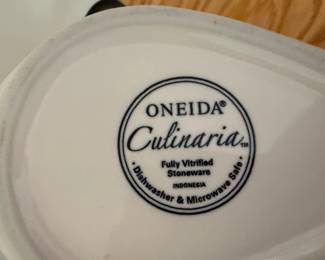 ONEIDA®
Culinaria™
Fully Vitrified
Stoneware
INDONESIA
• Dishwasher & Microwave Safe •